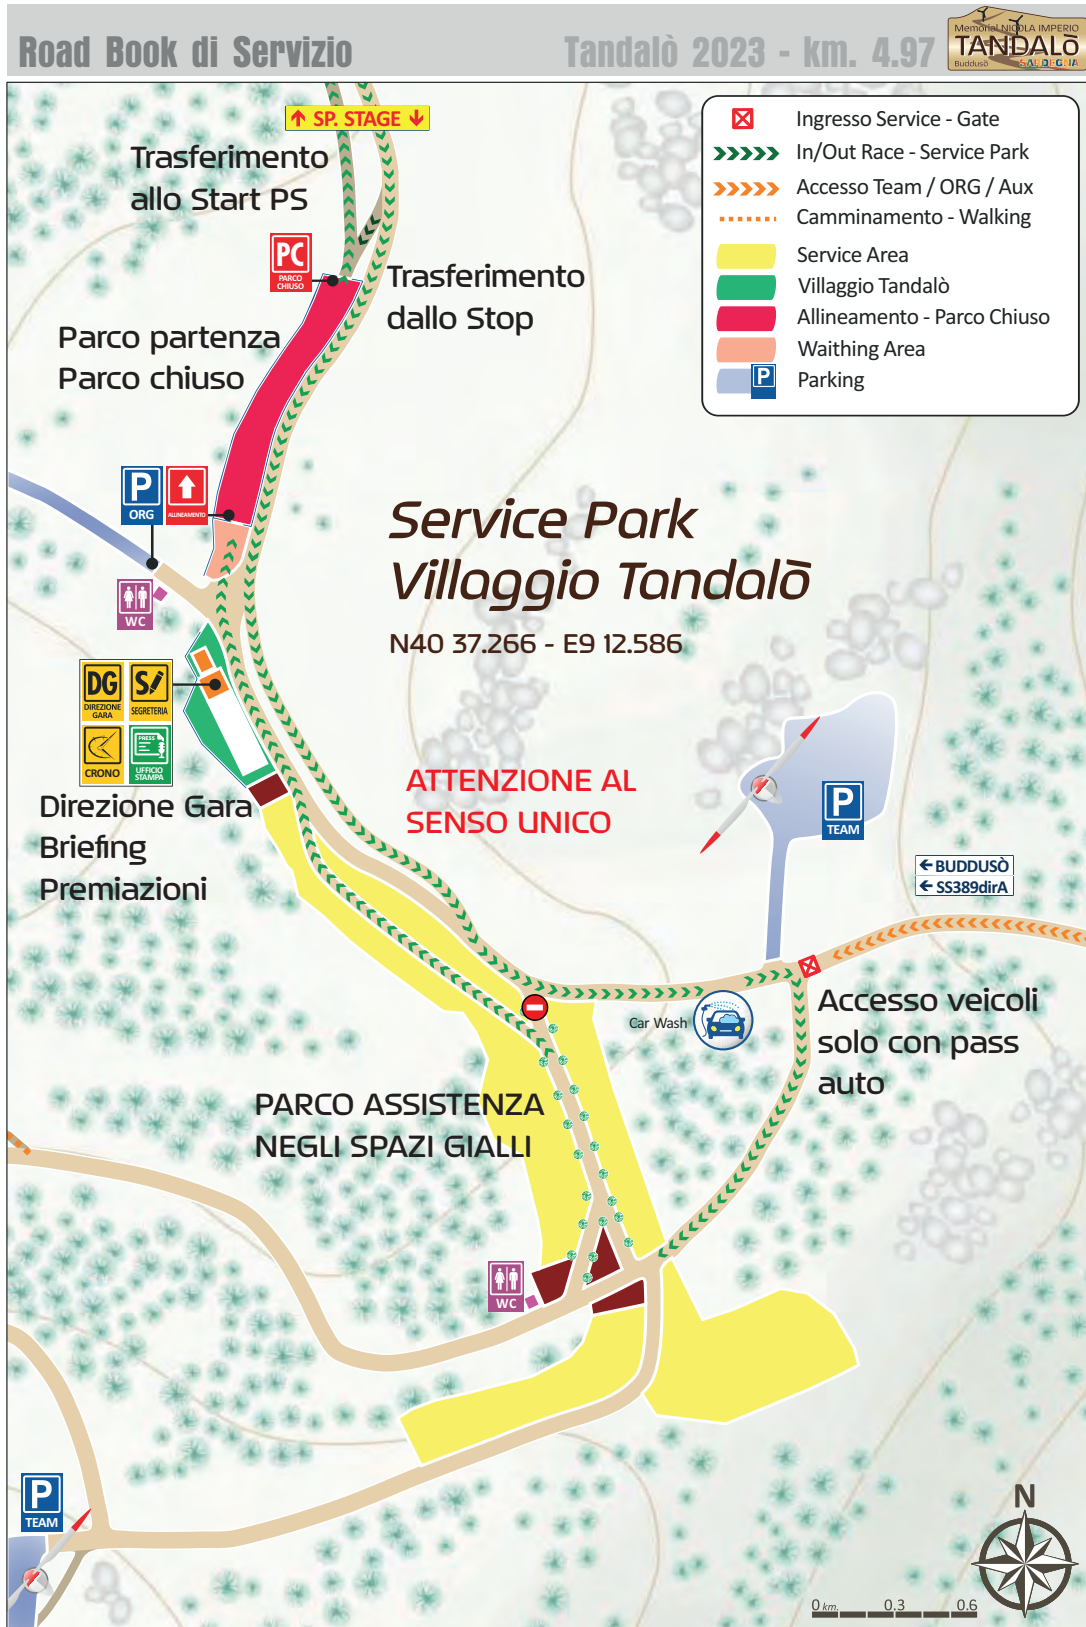 Road Book di Servizio
Tandalò 2023 - km. 4.97
Memorial NICOLA IMPERIO
TANDALÒ
Buddusò
SARDEGNA
SP. STAGE
Trasferimento
allo Start PS
PC
PARCO
CHIUSO
Trasferimento
dallo Stop
Parco partenza
Parco chiuso
Ingresso Service - Gate
In/Out Race - Service Park
Accesso Team / ORG / Aux
Camminamento - Walking
Service Area
Villaggio Tandalò
Allineamento - Parco Chiuso
Waithing Area
P
Parking
P
ORG
ALLINEAMENTO
WC
Service Park
Villaggio Tandalò
N40 37.266 - E9 12.586
DG
DIREZIONE
GARA
S
SEGRETERIA
CRONO
PRESS
UFFICIO
STAMPA
Direzione Gara
Briefing
Premiazioni
ATTENZIONE AL
SENSO UNICO
P
TEAM
BUDDUSÒ
SS389dirA
Car Wash
Accesso veicoli
solo con pass
auto
PARCO ASSISTENZA
NEGLI SPAZI GIALLI
WC
P
TEAM
N
0 km. 0.3 0.6